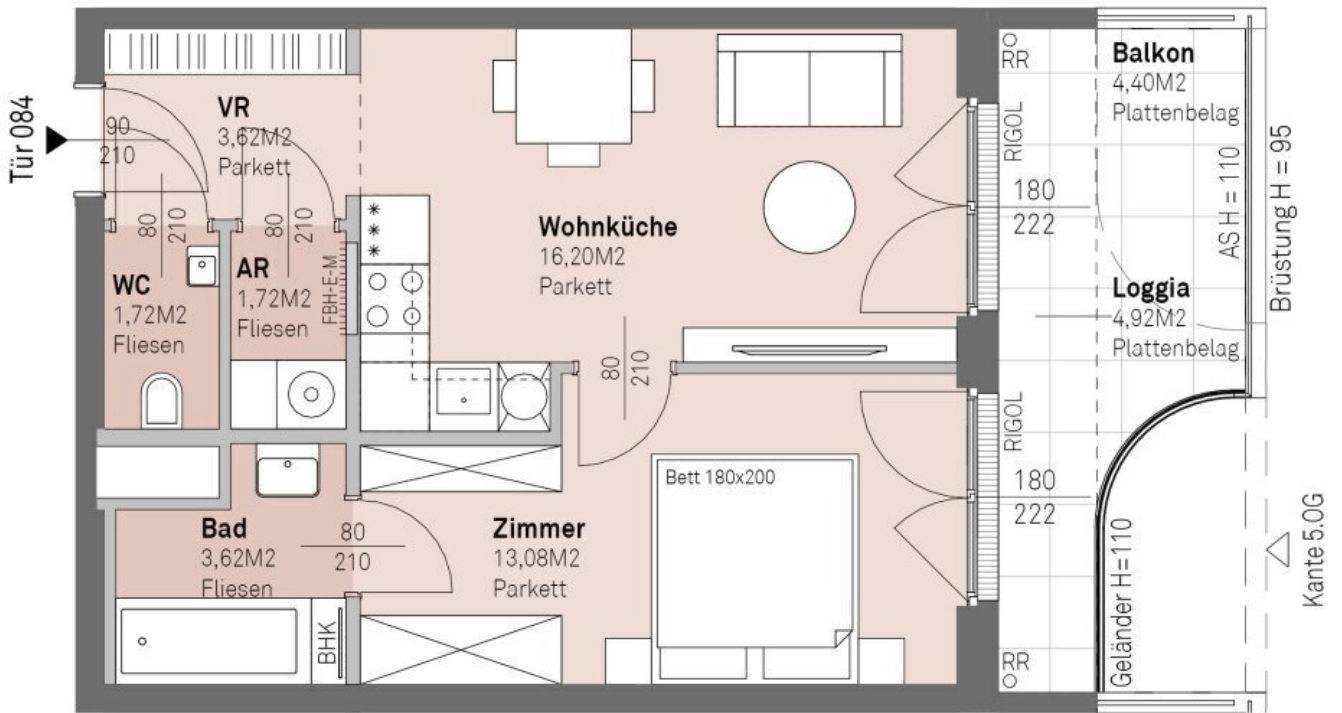 Tür 084
90
210
VR
3,62M2
Parkett
80
210
80
210
WC
1,72M2
Fliesen
AR
1,72M2
Fliesen
FBH-E-M
***
Wohnküche
16,20M2
Parkett
80
210
Bad
3,62M2
Fliesen
80
210
BHK
Zimmer
13,08M2
Parkett
Bett 180x200
RR
RIGOL
180
222
Balkon
4,40M2
Plattenbelag
AS H = 110
Brüstung H = 95
Loggia
4,92M2
Plattenbelag
RIGOL
180
222
RR
Geländer H=110
Kante 5.OG